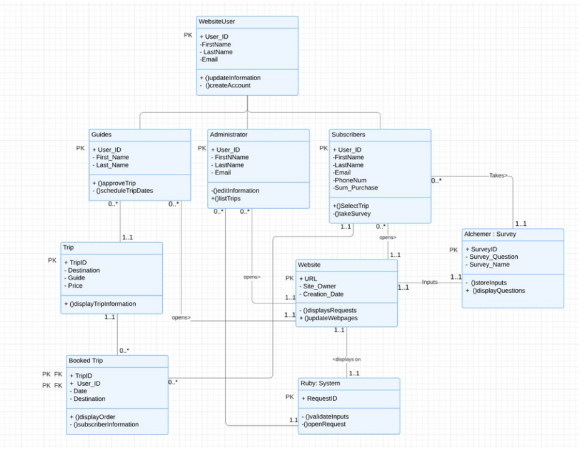 WebsiteUser
PK
+ User_ID
-FirstName
- LastName
-Email
+ ()updateInformation
- ()createAccount
Guides
PK
+ User_ID
- First_Name
- Last_Name
+ ()approveTrip
- ()scheduleTripDates
0..*
Administrator
PK
+ User_ID
- FirstNName
- LastName
- Email
-()editInformation
+()listTrips
0..*
0..*
Subscribers
PK
+ User_ID
-FirstName
-LastName
-Email
-PhoneNum
- Sum_Purchase
+()SelectTrip
-()takeSurvey
0..*
Takes>
1..1
1..1
0..*
opens>
1..1
Alchemer : Survey
PK
+ SurveyID
- Survey_Question
- Survey_Name
- ()storeInputs
+ ()displayQuestions
1..1
Inputs
1..1
1..1
Trip
PK
+ TripID
- Destination
- Guide
- Price
+ ()displayTripInformation
1..1
0..*
Website
PK
+ URL
- Site_Owner
- Creation_Date
- ()displaysRequests
+ ()updateWebpages
opens>
1..1
opens>
1..1
1..1
<displays on
1..1
Booked Trip
PK FK
+ TripID
PK FK
+ User_ID
- Date
- Destination
+ ()displayOrder
- ()subscriberInformation
0..*
Ruby: System
PK
+ RequestID
- ()validateInputs
-()openRequest
1.1